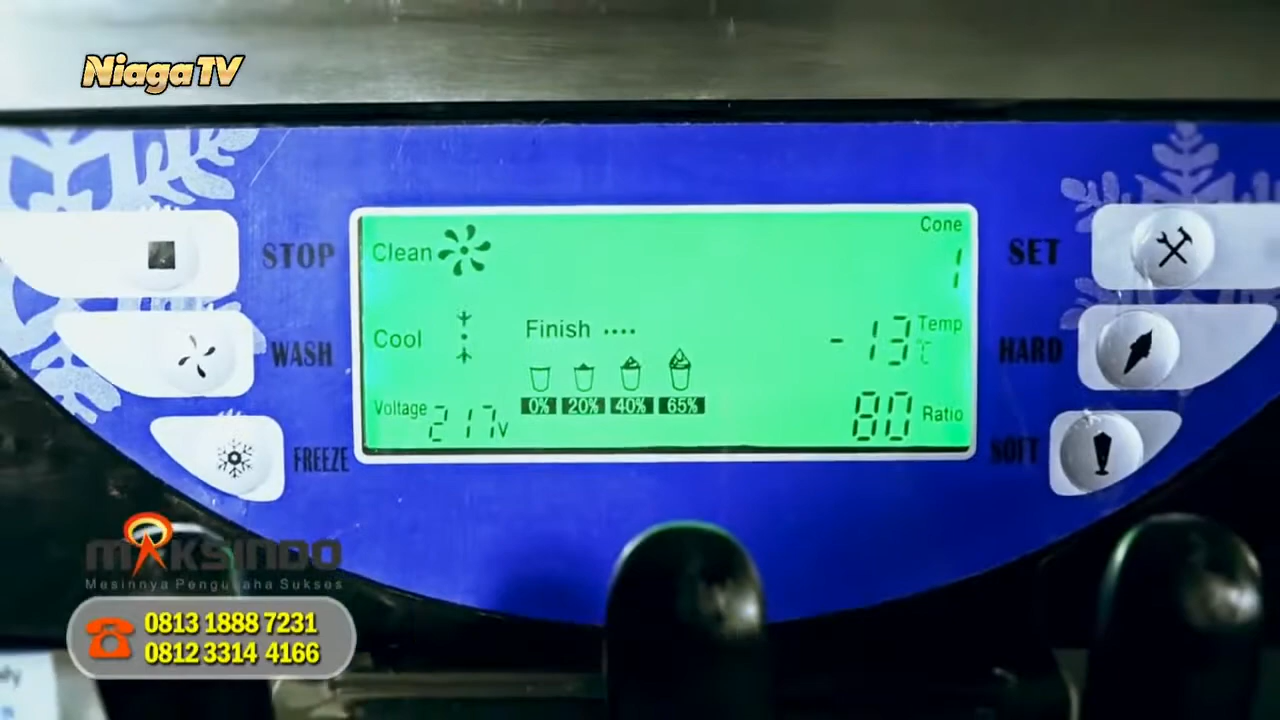 NiagaTV
STOP
WASH
FREEZE
Clean
Cool
Voltage 217V
Finish ....
0% 20% 40% 65%
Cone
1
-13 Temp
°C
80 Ratio
SET
HARD
SOFT
MAKSINDO
Mesinnya Pengusaha Sukses
0813 1888 7231
0812 3314 4166